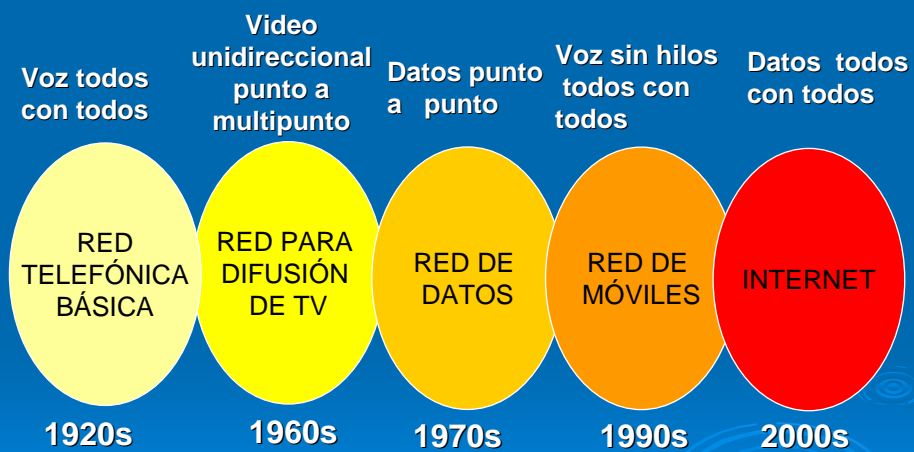 Voz todos
con todos
Video
unidireccional
punto a
multipunto
Datos punto
a punto
Voz sin hilos
todos con
todos
Datos todos
con todos
RED
TELEFÓNICA
BÁSICA
RED PARA
DIFUSIÓN
DE TV
RED DE
DATOS
RED DE
MÓVILES
INTERNET
1920s
1960s
1970s
1990s
2000s